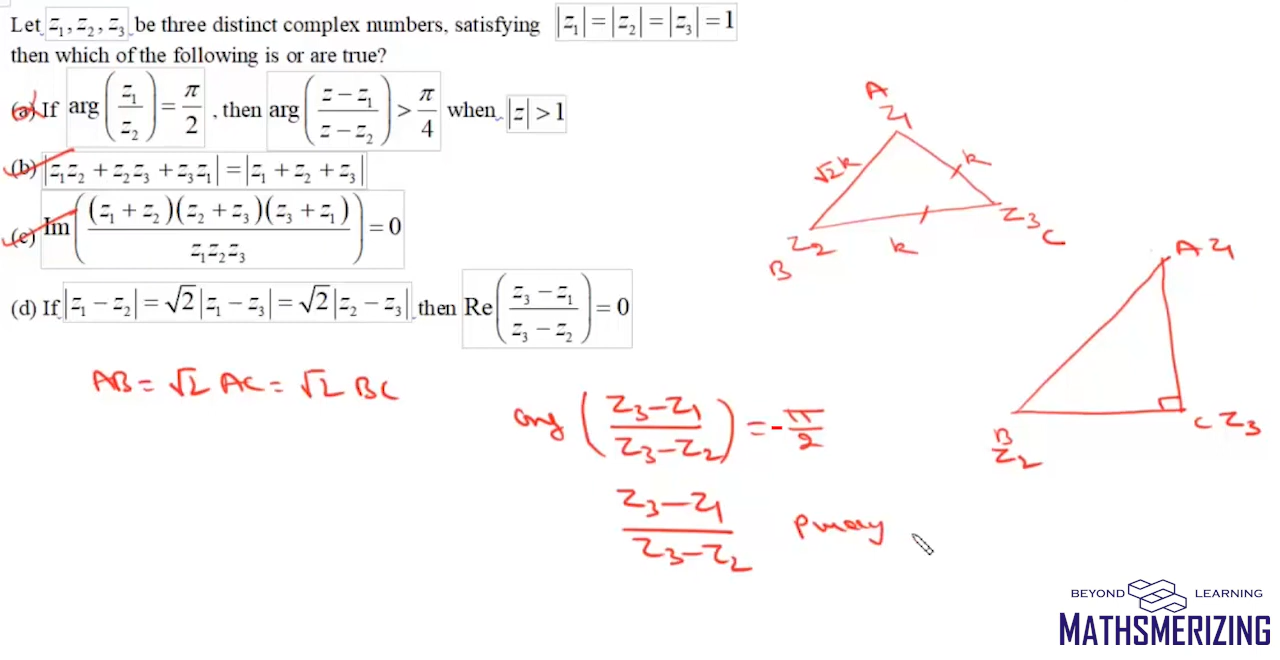 Let z₁, z₂, z₃ be three distinct complex numbers, satisfying |z₁| = |z₂| = |z₃| = 1
then which of the following is or are true?
(a) If arg(z₁/z₂) = π/2, then arg((z − z₁)/(z − z₂)) > π/4 when |z| > 1
(b) |z₁z₂ + z₂z₃ + z₃z₁| = |z₁ + z₂ + z₃|
(c) Im((z₁ + z₂)(z₂ + z₃)(z₃ + z₁)/z₁z₂z₃) = 0
(d) If |z₁ − z₂| = √2|z₁ − z₃| = √2|z₂ − z₃| then Re((z₃ − z₁)/(z₃ − z₂)) = 0
A
z₁
√2k
k
z₃
C
z₂
k
B
A z₁
B
z₂
C z₃
AB = √2 AC = √2 BC
arg((z₃ − z₁)/(z₃ − z₂)) = -π/2
(z₃ − z₁)/(z₃ − z₂)
BEYOND LEARNING
MATHSMERIZING